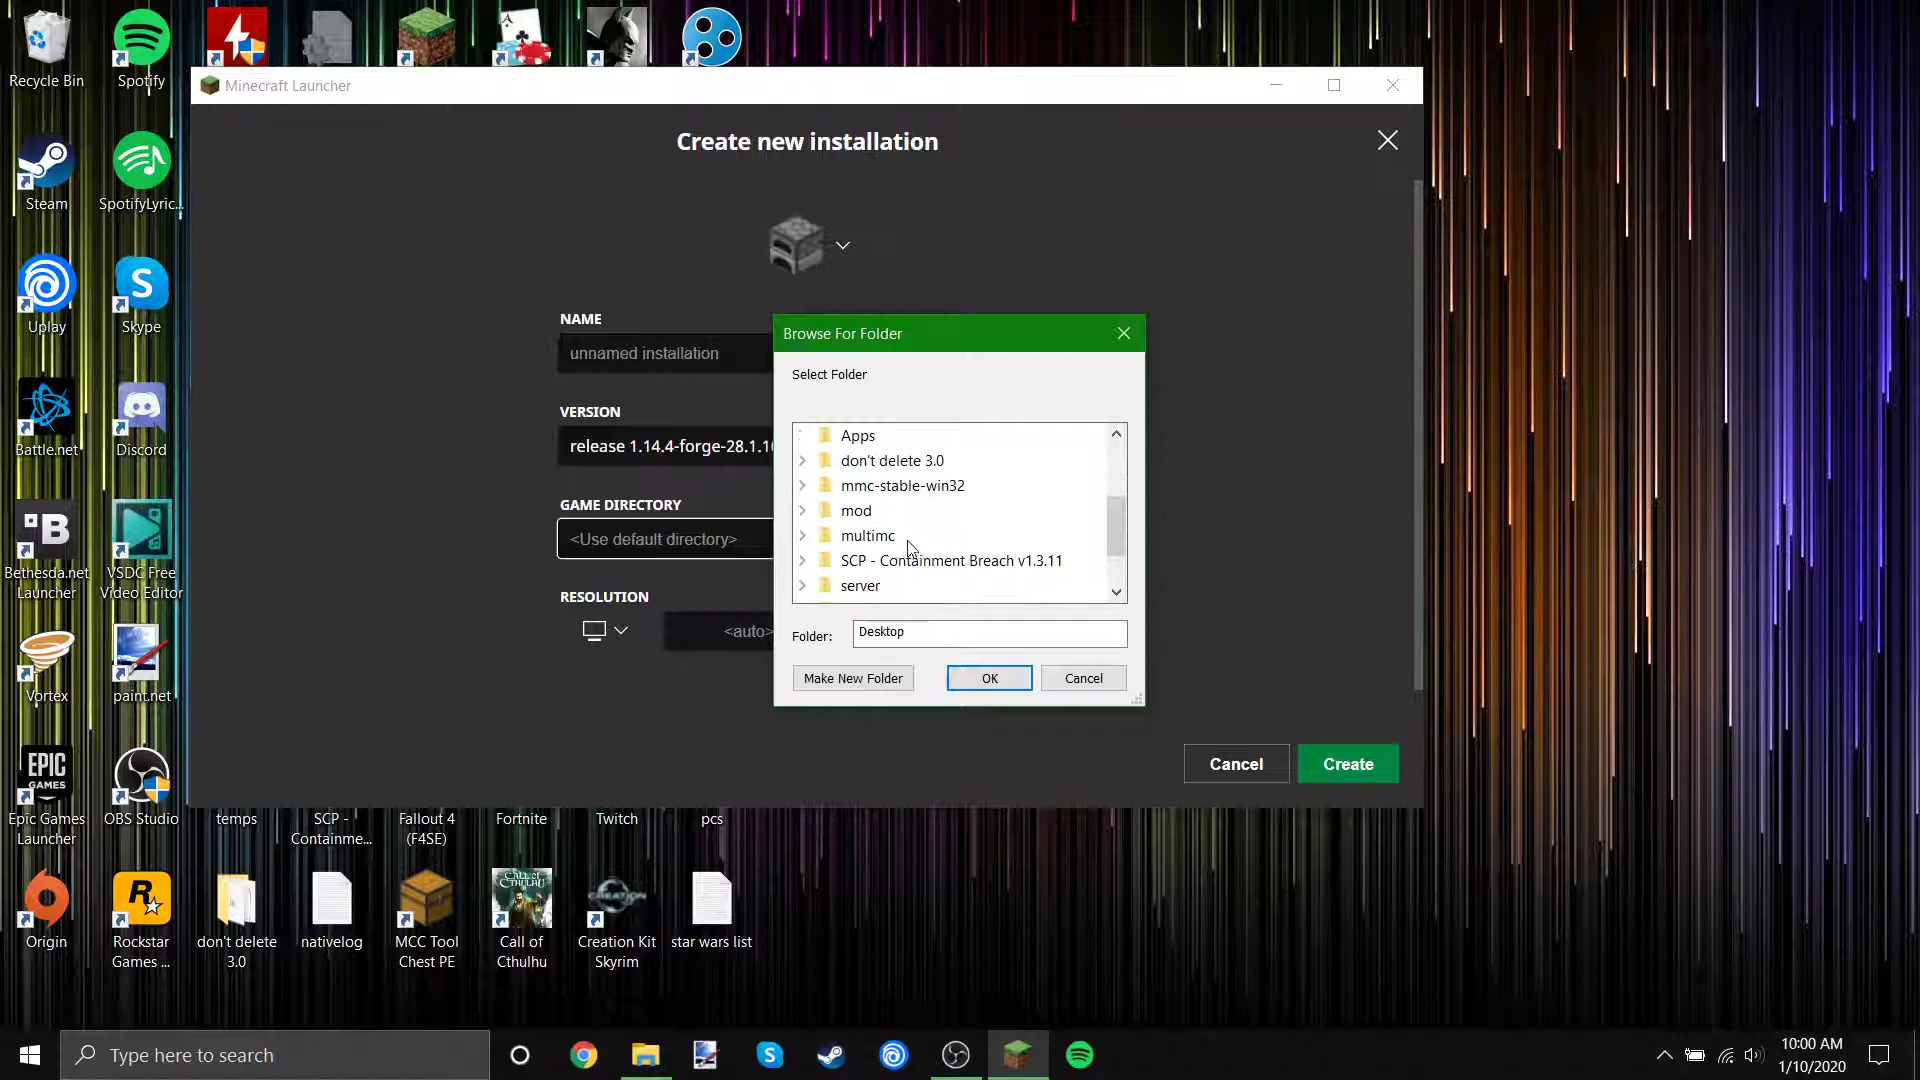 Recycle Bin
Spotify
Minecraft Launcher
Create new installation
Steam
SpotifyLyric...
Uplay
Skype
NAME
unnamed installation
Browse For Folder
Select Folder
VERSION
release 1.14.4-forge-28.1.1
Apps
don't delete 3.0
mmc-stable-win32
mod
multimc
SCP - Containment Breach v1.3.11
server
Battle.net
Discord
GAME DIRECTORY
<Use default directory>
Bethesda.net
Launcher
VSDC Free
Video Editor
RESOLUTION
<auto>
Folder:
Desktop
Make New Folder
OK
Cancel
Vortex
paint.net
Cancel
Create
EPIC
GAMES
Epic Games
Launcher
OBS Studio
temps
SCP -
Containme...
Fallout 4
(F4SE)
Fortnite
Twitch
pcs
CALL of
CTHULHU
CREATION
Origin
Rockstar
Games ...
don't delete
3.0
nativelog
MCC Tool
Chest PE
Call of
Cthulhu
Creation Kit
Skyrim
star wars list
Type here to search
10:00 AM
1/10/2020